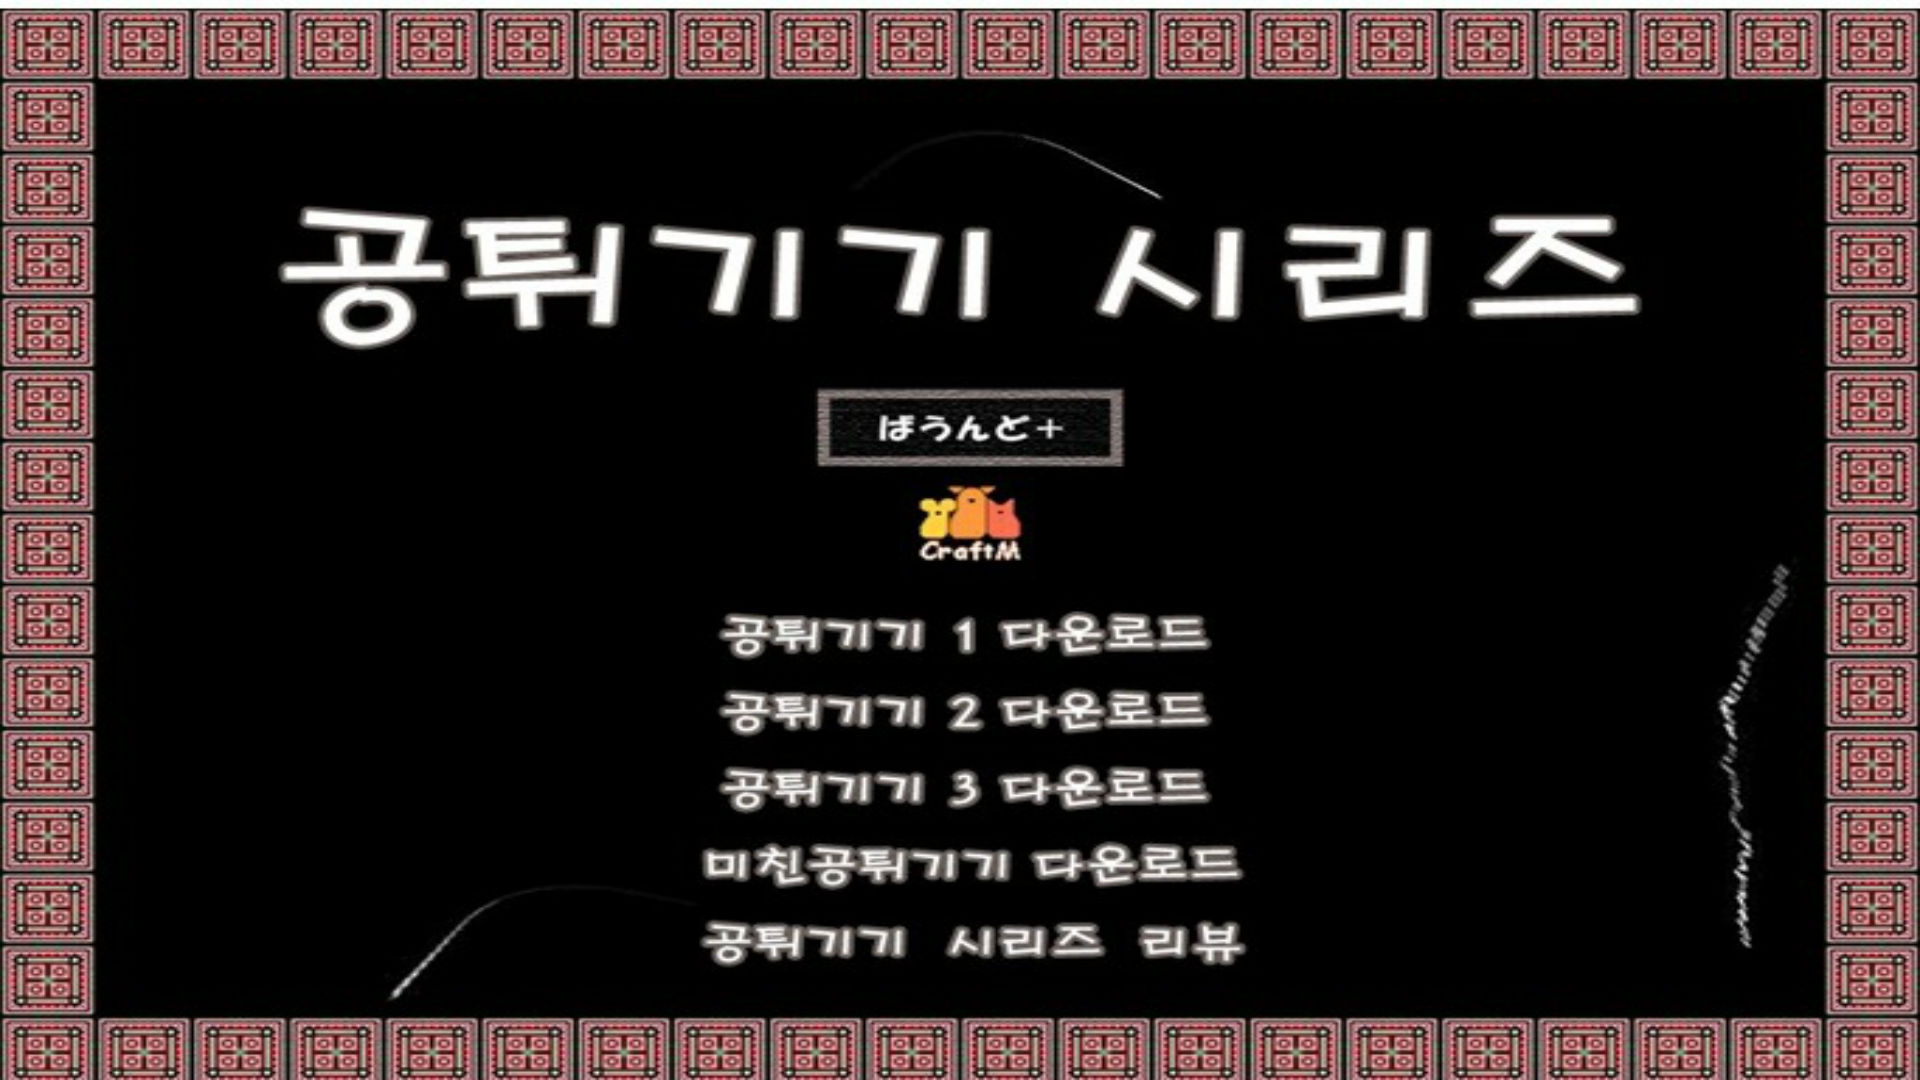 공튀기기 시리즈
ばうんど+
CraftM
공튀기기 1 다운로드
공튀기기 2 다운로드
공튀기기 3 다운로드
미친공튀기기 다운로드
공튀기기 시리즈 리뷰